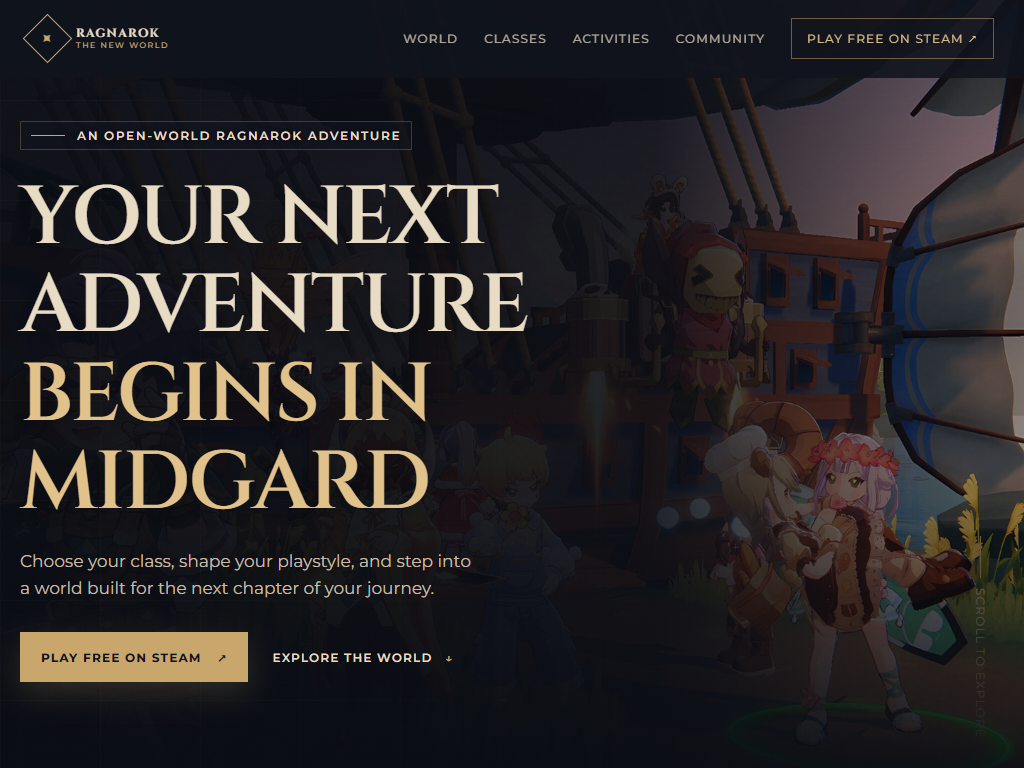 RAGNAROK
THE NEW WORLD
WORLD
CLASSES
ACTIVITIES
COMMUNITY
PLAY FREE ON STEAM ↗
AN OPEN-WORLD RAGNAROK ADVENTURE
YOUR NEXT
ADVENTURE
BEGINS IN
MIDGARD
Choose your class, shape your playstyle, and step into
a world built for the next chapter of your journey.
PLAY FREE ON STEAM ↗
EXPLORE THE WORLD ↓
SCROLL TO EXPLORE